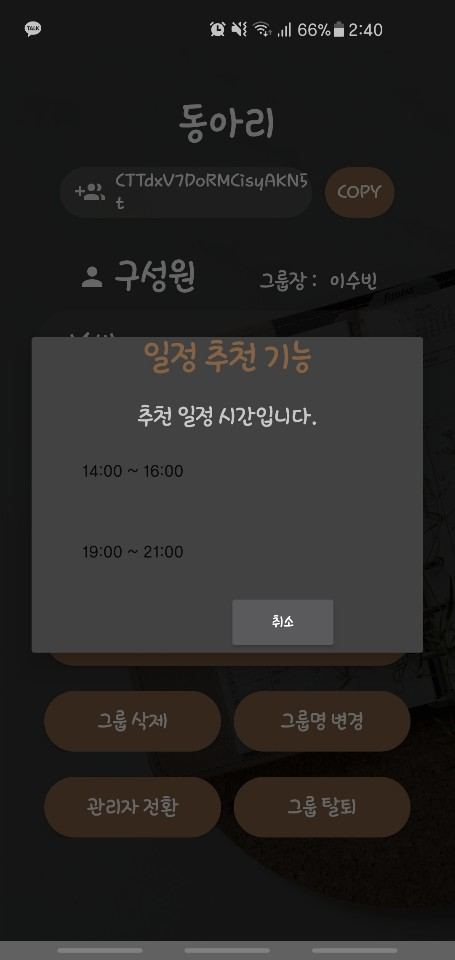 TALK
66% 2:40
동아리
CTTdxV7DoRMCisyAKN5
t
COPY
구성원 그룹장 : 이수빈
일정 추천 기능
추천 일정 시간입니다.
14:00 ~ 16:00
19:00 ~ 21:00
취소
그룹 삭제 그룹명 변경
관리자 전환 그룹 탈퇴